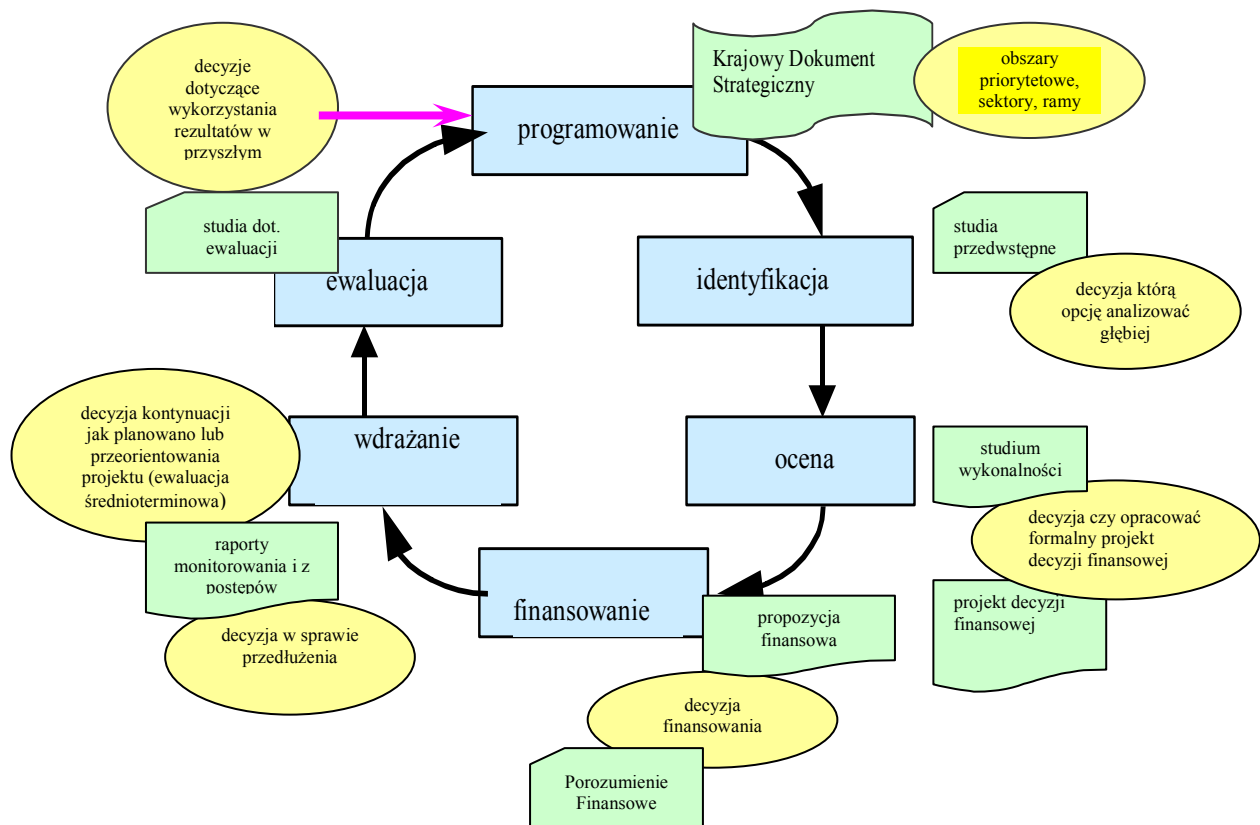 decyzje
dotyczące
wykorzystania
rezultatów w
przyszłym
Krajowy Dokument
Strategiczny
obszary
priorytetowe,
sektory, ramy
programowanie
studia dot.
ewaluacji
ewaluacja
identyfikacja
studia
przedwstępne
decyzja którą
opcję analizować
głębiej
decyzja kontynuacji
jak planowano lub
przeorientowania
projektu (ewaluacja
średnioterminowa)
wdrażanie
ocena
studium
wykonalności
decyzja czy opracować
formalny projekt
decyzji finansowej
raporty
monitorowania i z
postępów
finansowanie
propozycja
finansowa
projekt decyzji
finansowej
decyzja w sprawie
przedłużenia
decyzja
finansowania
Porozumienie
Finansowe